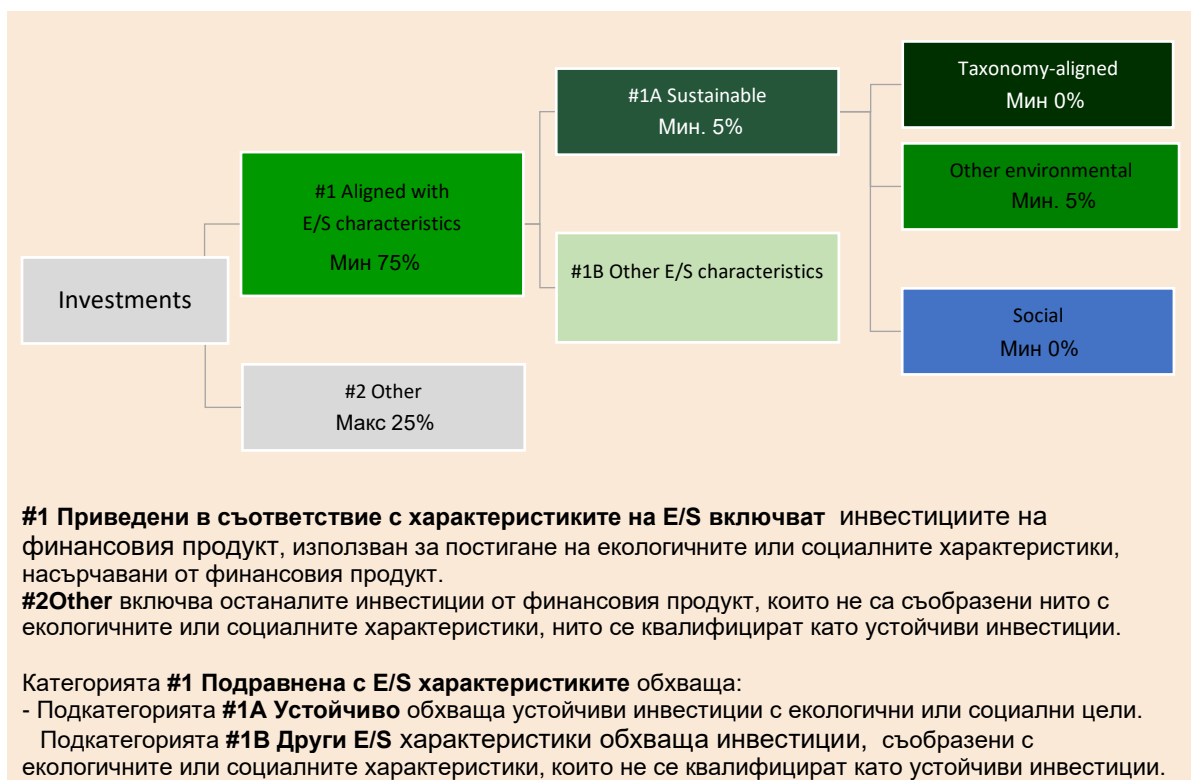 Investments
#1 Aligned with
E/S characteristics
Мин 75%
#2 Other
Макс 25%
#1A Sustainable
Мин. 5%
#1B Other E/S characteristics
Taxonomy-aligned
Мин 0%
Other environmental
Мин. 5%
Social
Мин 0%
#1 Приведени в съответствие с характеристиките на E/S включват инвестициите на
финансовия продукт, използван за постигане на екологичните или социалните характеристики,
насърчавани от финансовия продукт.
#2Other включва останалите инвестиции от финансовия продукт, които не са съобразени нито с
екологичните или социалните характеристики, нито се квалифицират като устойчиви инвестиции.
Категорията #1 Подравнена с E/S характеристиките обхваща:
- Подкатегорията #1A Устойчиво обхваща устойчиви инвестиции с екологични или социални цели.
Подкатегорията #1B Други E/S характеристики обхваща инвестиции, съобразени с
екологичните или социалните характеристики, които не се квалифицират като устойчиви инвестиции.